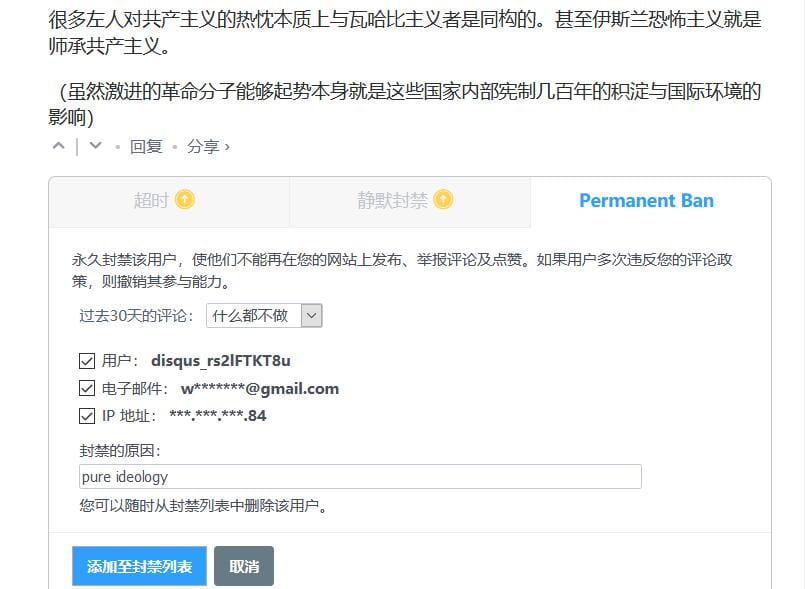 很多左人对共产主义的热忱本质上与瓦哈比主义者是同构的。甚至伊斯兰恐怖主义就是
师承共产主义。
（虽然激进的革命分子能够起势本身就是这些国家内部宪制几百年的积淀与国际环境的
影响)
回复 • 分享 ›
超时 静默封禁 Permanent Ban
永久封禁该用户，使他们不能再在您的网站上发布、举报评论及点赞。如果用户多次违反您的评论政
策，则撤销其参与能力。
过去30天的评论： 什么都不做
用户： disqus_rs2lFTKT8u
电子邮件： w*******@gmail.com
IP 地址： ***.***.***.84
封禁的原因：
pure ideology
您可以随时从封禁列表中删除该用户。
添加至封禁列表 取消